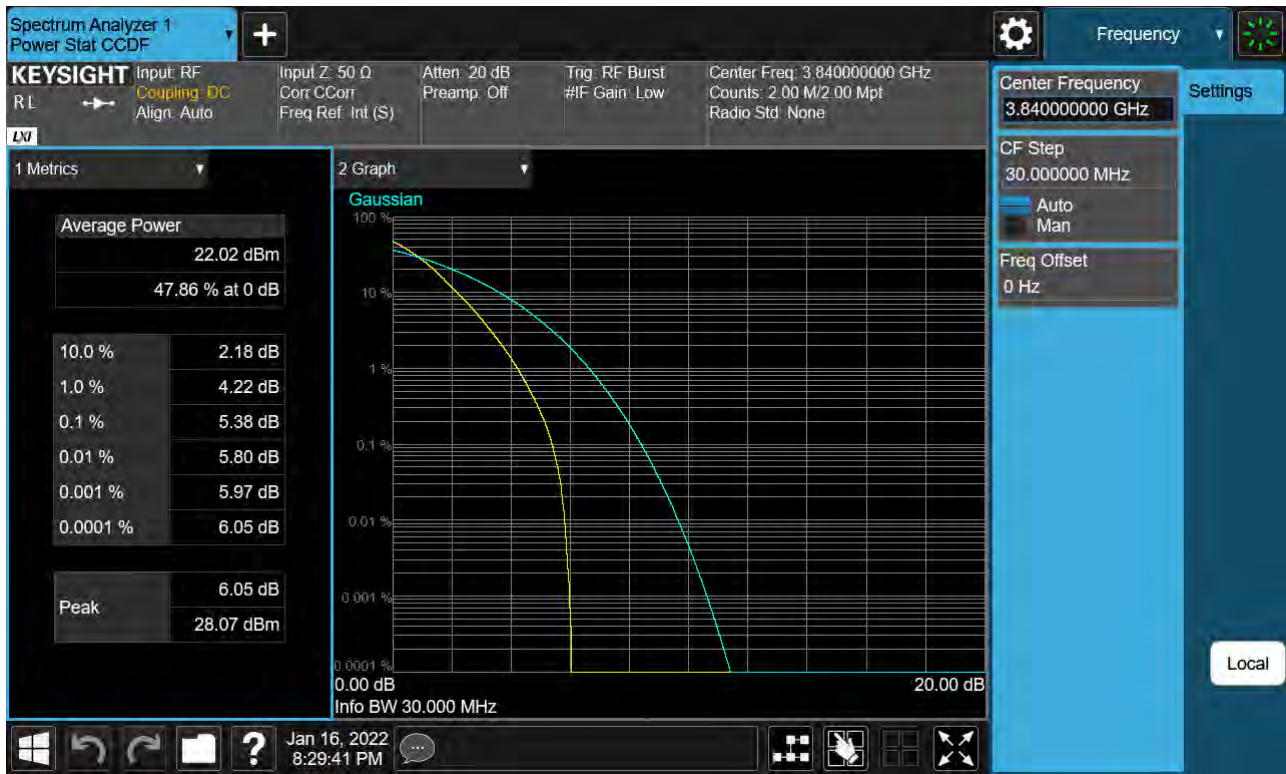 Spectrum Analyzer 1
Power Stat CCDF
Frequency
KEYSIGHT
RL
LXI
Input: RF
Coupling: DC
Align: Auto
Input Z: 50 Ω
Corr CCorr
Freq Ref: Int (S)
Atten: 20 dB
Preamp: Off
Trig: RF Burst
#IF Gain: Low
Center Freq: 3.840000000 GHz
Counts: 2.00 M/2.00 Mpt
Radio Std: None
Center Frequency
3.840000000 GHz
Settings
CF Step
30.000000 MHz
Auto
Man
Freq Offset
0 Hz
Local
1 Metrics
Average Power
22.02 dBm
47.86 % at 0 dB
10.0 % 2.18 dB
1.0 % 4.22 dB
0.1 % 5.38 dB
0.01 % 5.80 dB
0.001 % 5.97 dB
0.0001 % 6.05 dB
Peak
6.05 dB
28.07 dBm
2 Graph
Gaussian
100 %
10 %
1 %
0.1 %
0.01 %
0.001 %
0.0001 %
0.00 dB 20.00 dB
Info BW 30.000 MHz
?
Jan 16, 2022
8:29:41 PM